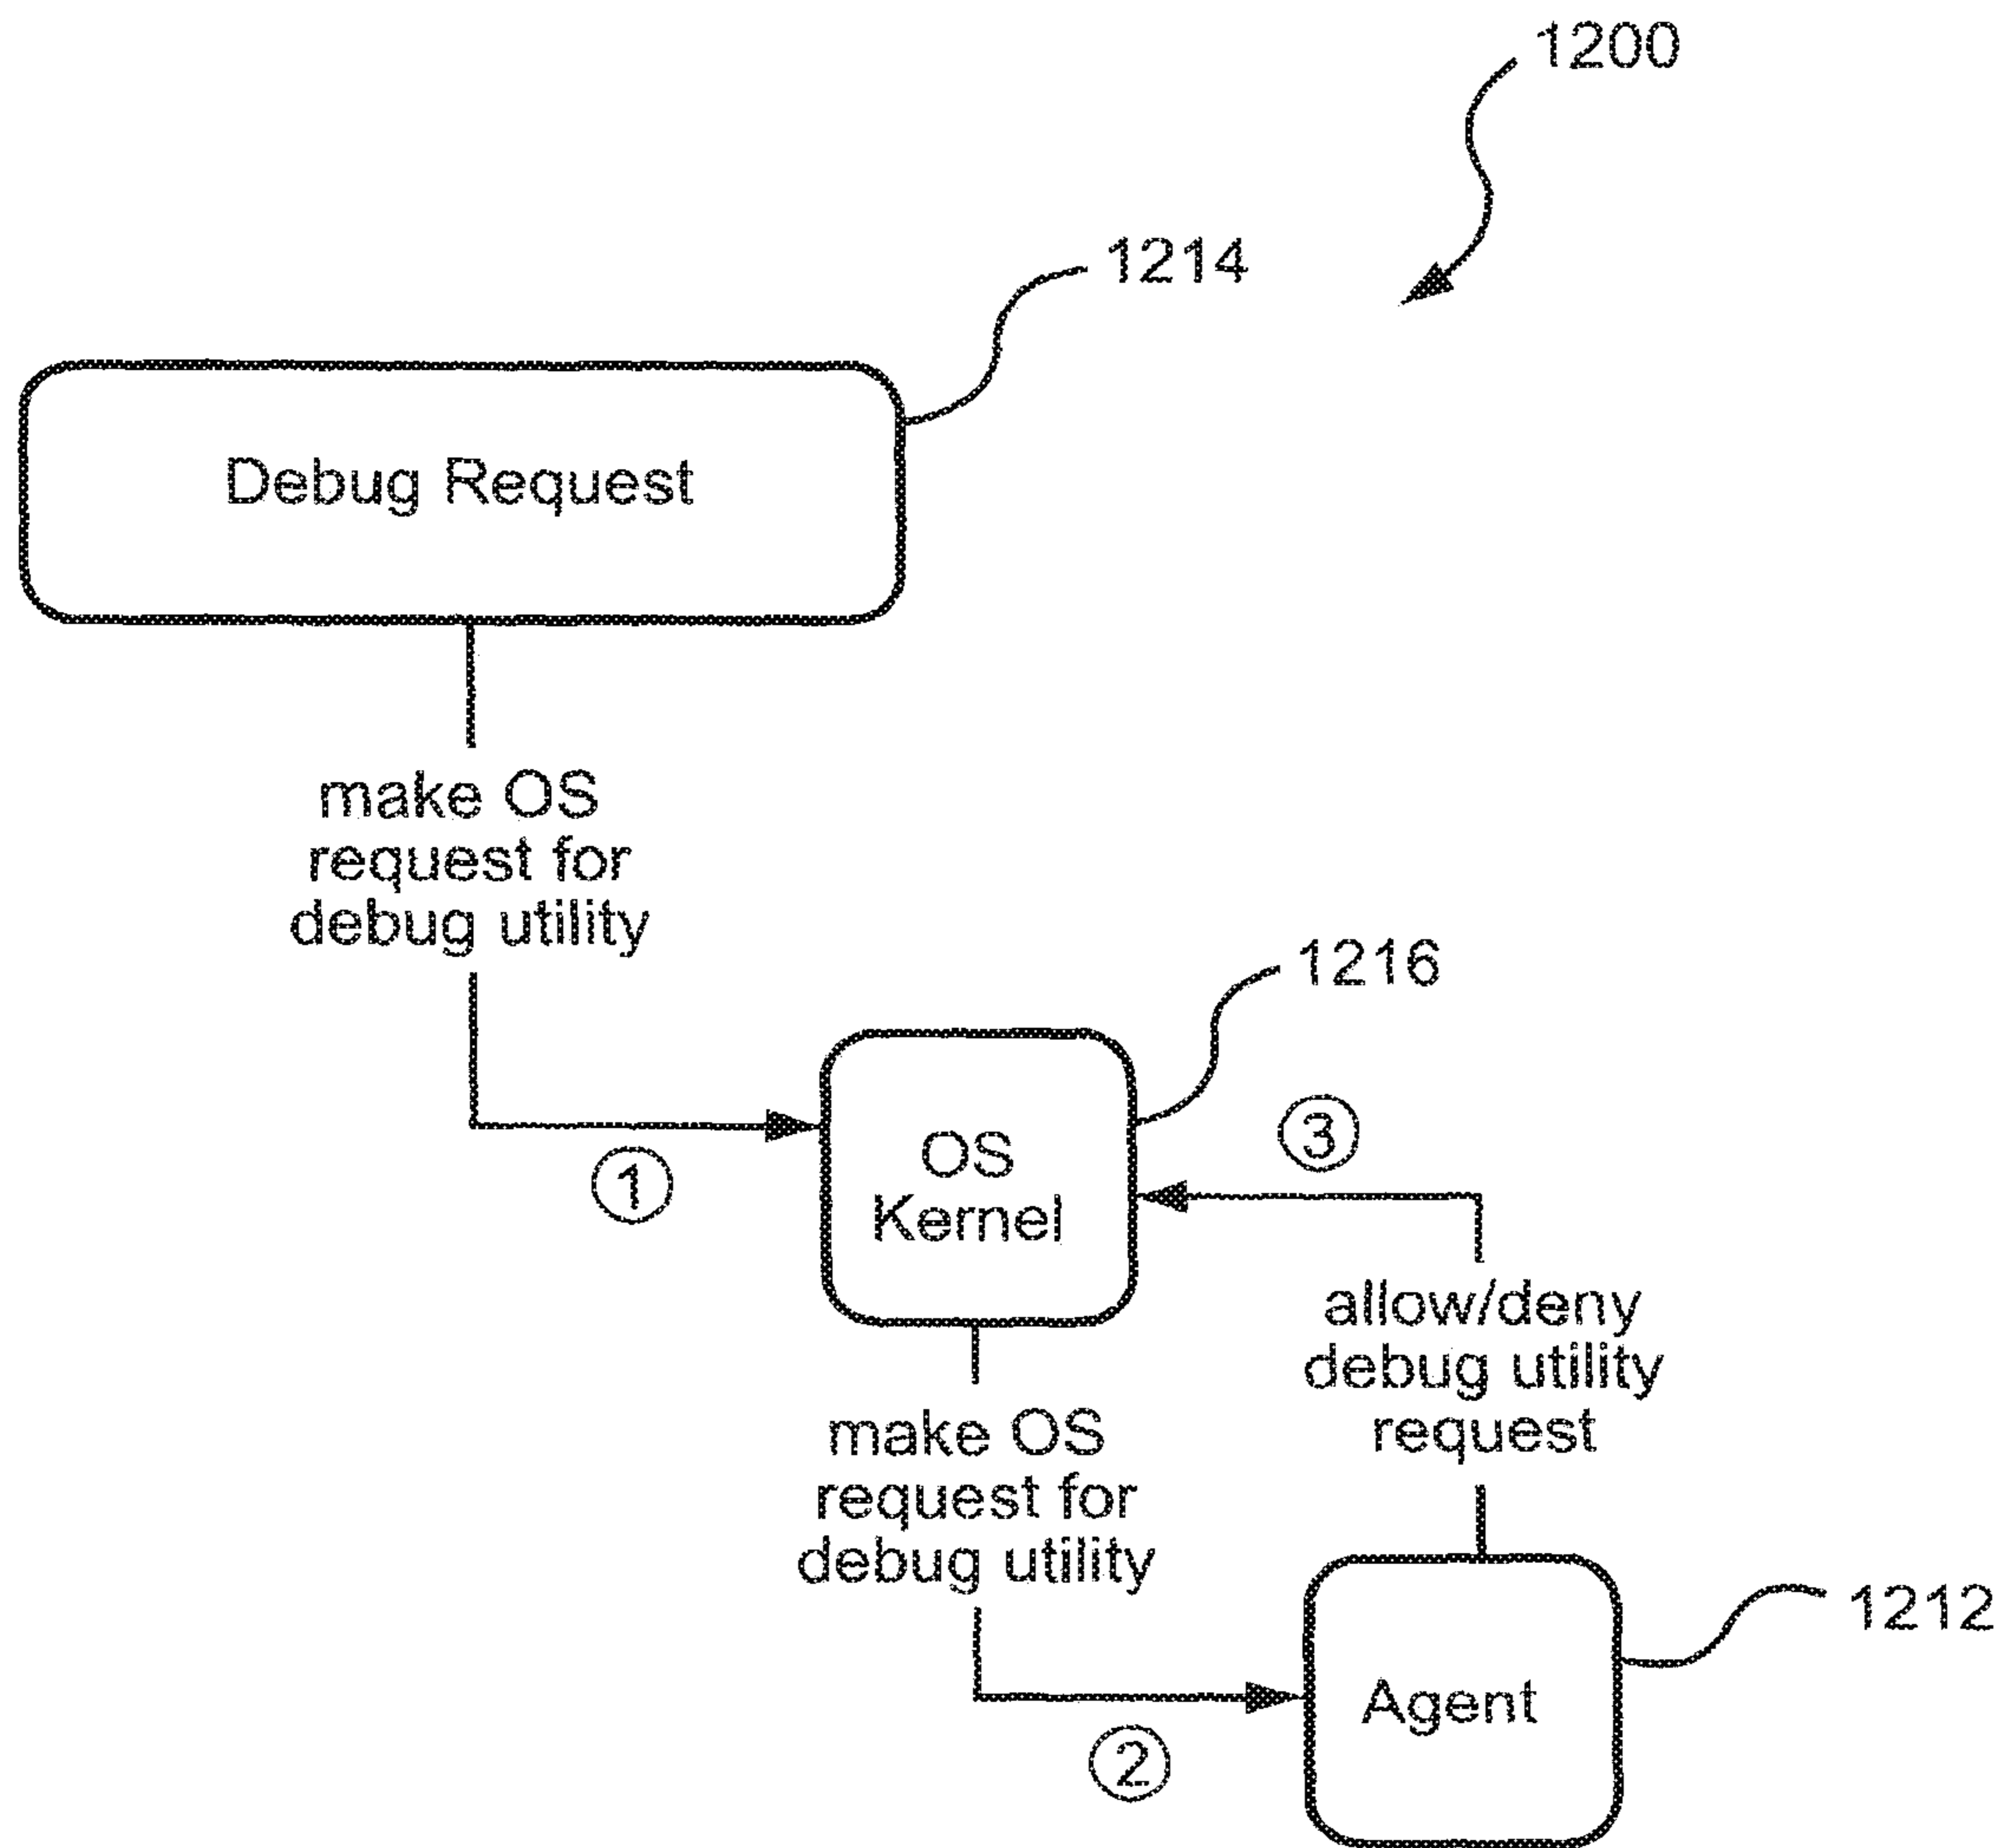 1200
1214
Debug Request
make OS
request for
debug utility
1216
1
OS
Kernel
3
allow/deny
debug utility
request
make OS
request for
debug utility
2
Agent
1212